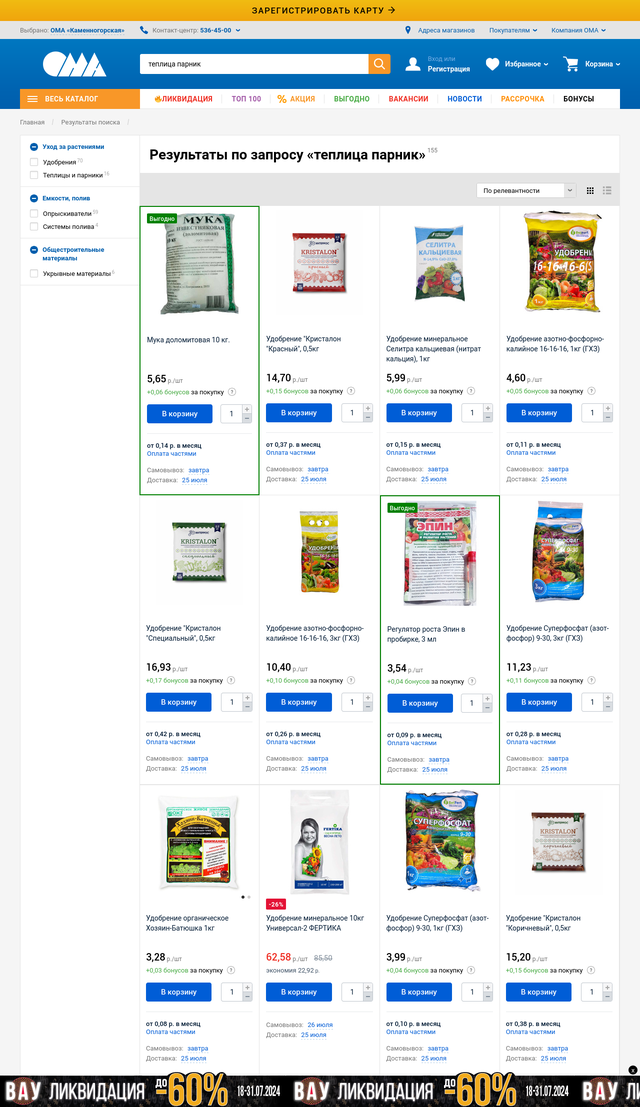 ЗАРЕГИСТРИРОВАТЬ КАРТУ →
Выбрано: ОМА «Каменногорская»
Контакт-центр: 536-45-00
Адреса магазинов
Покупателям
Компания ОМА
ОМА
теплица парник
Вход или
Регистрация
Избранное
Корзина
ВЕСЬ КАТАЛОГ
ЛИКВИДАЦИЯ
ТОП 100
% АКЦИЯ
ВЫГОДНО
ВАКАНСИИ
НОВОСТИ
РАССРОЧКА
БОНУСЫ
Главная / Результаты поиска /
Уход за растениями
Удобрения
Теплицы и парники
Емкости, полив
Опрыскиватели
Системы полива
Общестроительные
материалы
Укрывные материалы
Результаты по запросу «теплица парник» 155
По релевантности
Выгодно
МУКА
KRISTALON
СЕЛИТРА
КАЛЬЦИЕВАЯ
УДОБРЕНИЕ
16-16-16
Мука доломитовая 10 кг.
5,65 р./шт
+0,06 бонусов за покупку ?
В корзину 1 + −
от 0,14 р. в месяц
Оплата частями
Самовывоз: завтра
Доставка: 25 июля
Удобрение "Кристалон
"Красный", 0,5кг
14,70 р./шт
+0,15 бонусов за покупку ?
В корзину 1 + −
от 0,37 р. в месяц
Оплата частями
Самовывоз: завтра
Доставка: 25 июля
Удобрение минеральное
Селитра кальциевая (нитрат
кальция), 1кг
5,99 р./шт
+0,06 бонусов за покупку ?
В корзину 1 + −
от 0,15 р. в месяц
Оплата частями
Самовывоз: завтра
Доставка: 25 июля
Удобрение азотно-фосфорно-
калийное 16-16-16, 1кг (ГХЗ)
4,60 р./шт
+0,05 бонусов за покупку ?
В корзину 1 + −
от 0,11 р. в месяц
Оплата частями
Самовывоз: завтра
Доставка: 25 июля
KRISTALON
Удобрение "Кристалон
"Специальный", 0,5кг
16,93 р./шт
+0,17 бонусов за покупку ?
В корзину 1 + −
от 0,42 р. в месяц
Оплата частями
Самовывоз: завтра
Доставка: 25 июля
Удобрение азотно-фосфорно-
калийное 16-16-16, 3кг (ГХЗ)
10,40 р./шт
+0,10 бонусов за покупку ?
В корзину 1 + −
от 0,26 р. в месяц
Оплата частями
Самовывоз: завтра
Доставка: 25 июля
Выгодно
ЭПИН
Регулятор роста Эпин в
пробирке, 3 мл
3,54 р./шт
+0,04 бонусов за покупку ?
В корзину 1 + −
от 0,09 р. в месяц
Оплата частями
Самовывоз: завтра
Доставка: 25 июля
СУПЕРФОСФАТ
Удобрение Суперфосфат (азот-
фосфор) 9-30, 3кг (ГХЗ)
11,23 р./шт
+0,11 бонусов за покупку ?
В корзину 1 + −
от 0,28 р. в месяц
Оплата частями
Самовывоз: завтра
Доставка: 25 июля
Удобрение органическое
Хозяин-Батюшка 1кг
3,28 р./шт
+0,03 бонусов за покупку ?
В корзину 1 + −
от 0,08 р. в месяц
Оплата частями
Самовывоз: завтра
Доставка: 25 июля
FERTIKA
-26%
Удобрение минеральное 10кг
Универсал-2 ФЕРТИКА
62,58 р./шт 85,50
экономия 22,92 р.
В корзину 1 + −
Самовывоз: 26 июля
Доставка: 25 июля
СУПЕРФОСФАТ
Удобрение Суперфосфат (азот-
фосфор) 9-30, 1кг (ГХЗ)
3,99 р./шт
+0,04 бонусов за покупку ?
В корзину 1 + −
от 0,10 р. в месяц
Оплата частями
Самовывоз: завтра
Доставка: 25 июля
KRISTALON
Удобрение "Кристалон
"Коричневый", 0,5кг
15,20 р./шт
+0,15 бонусов за покупку ?
В корзину 1 + −
от 0,38 р. в месяц
Оплата частями
Самовывоз: завтра
Доставка: 25 июля
ВАУ ЛИКВИДАЦИЯ до -60% 18-31.07.2024 ВАУ ЛИКВИДАЦИЯ до -60% 18-31.07.2024 ВАУ ЛИ